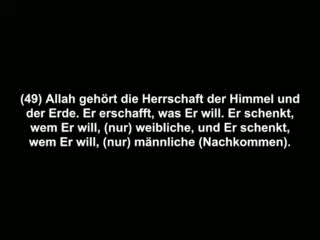 (49) Allah gehört die Herrschaft der Himmel und
der Erde. Er erschafft, was Er will. Er schenkt,
wem Er will, (nur) weibliche, und Er schenkt,
wem Er will, (nur) männliche (Nachkommen).